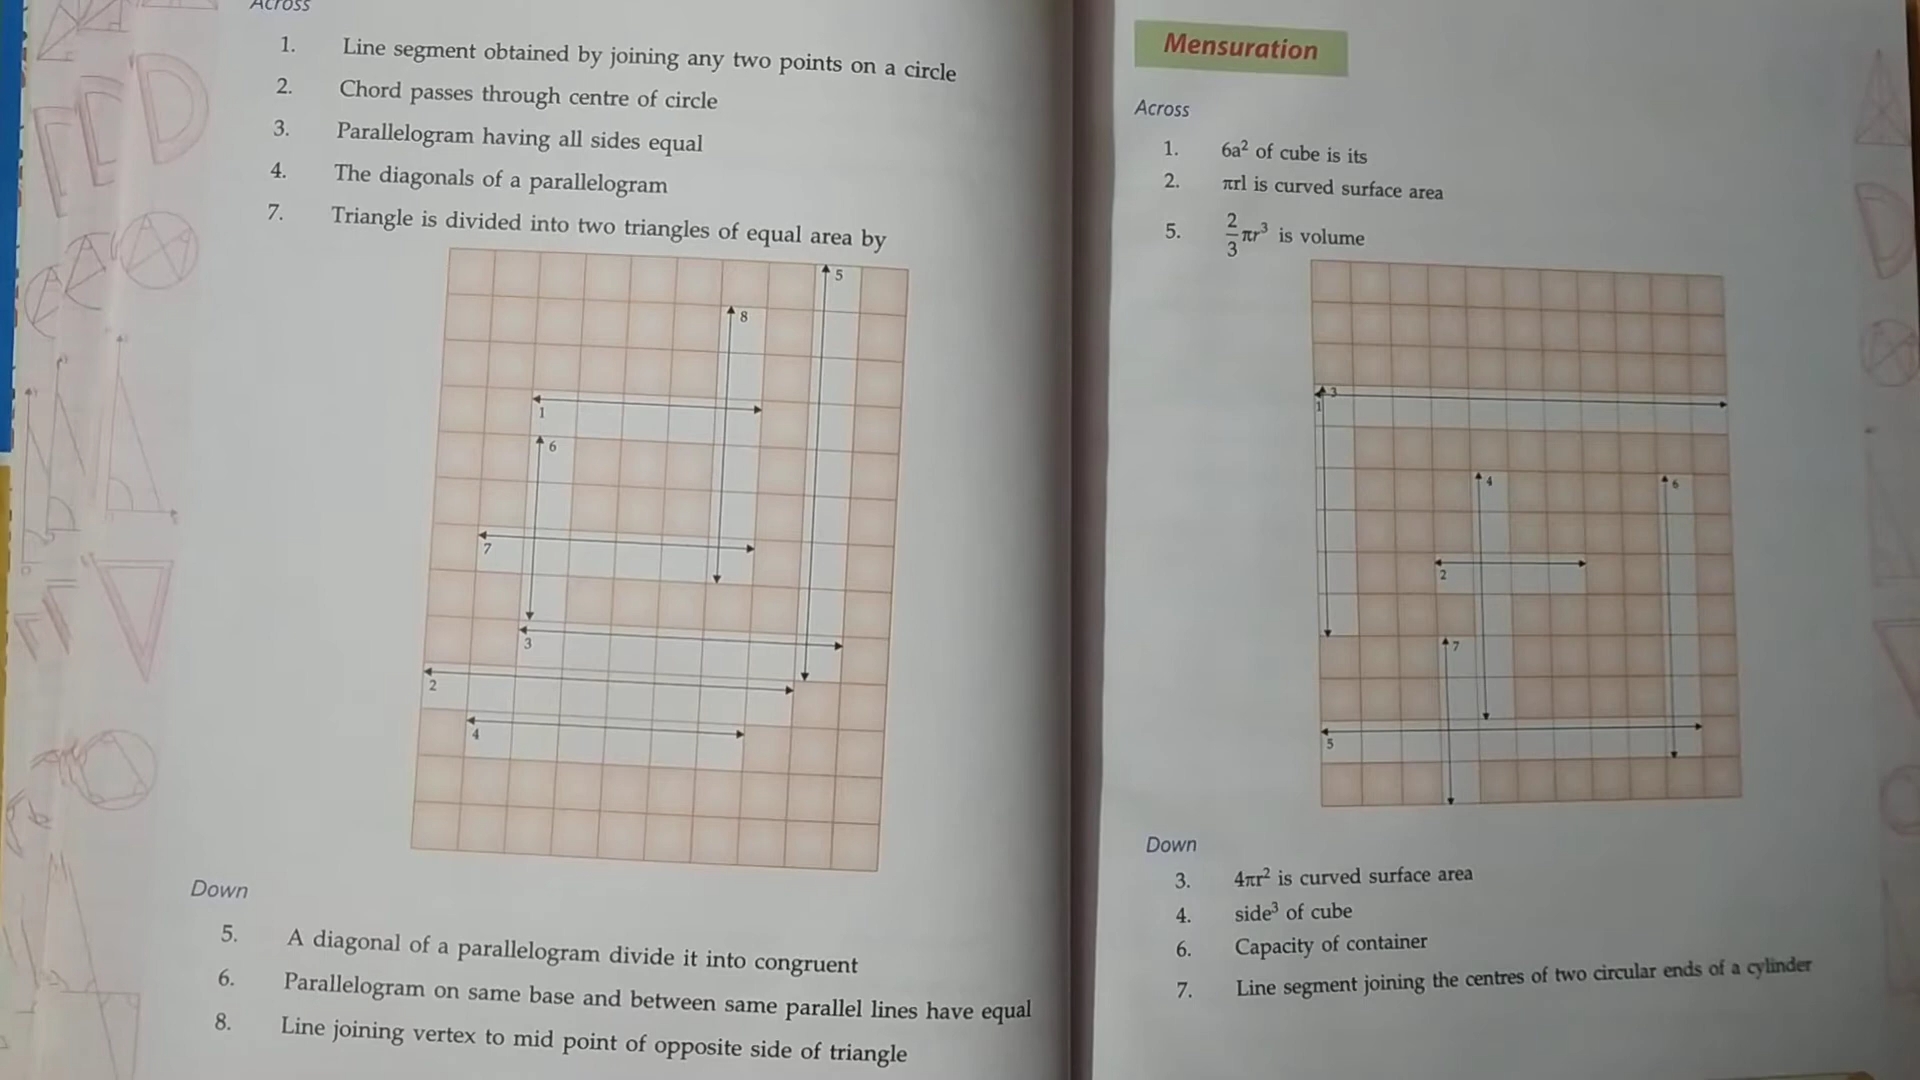 Across
1. Line segment obtained by joining any two points on a circle
2. Chord passes through centre of circle
3. Parallelogram having all sides equal
4. The diagonals of a parallelogram
7. Triangle is divided into two triangles of equal area by
5
8
1
6
7
3
2
4
Down
5. A diagonal of a parallelogram divide it into congruent
6. Parallelogram on same base and between same parallel lines have equal
8. Line joining vertex to mid point of opposite side of triangle
Mensuration
Across
1. 6a² of cube is its
2. πrl is curved surface area
5. 2/3 πr³ is volume
3
1
4
6
2
7
5
Down
3. 4πr² is curved surface area
4. side³ of cube
6. Capacity of container
7. Line segment joining the centres of two circular ends of a cylinder